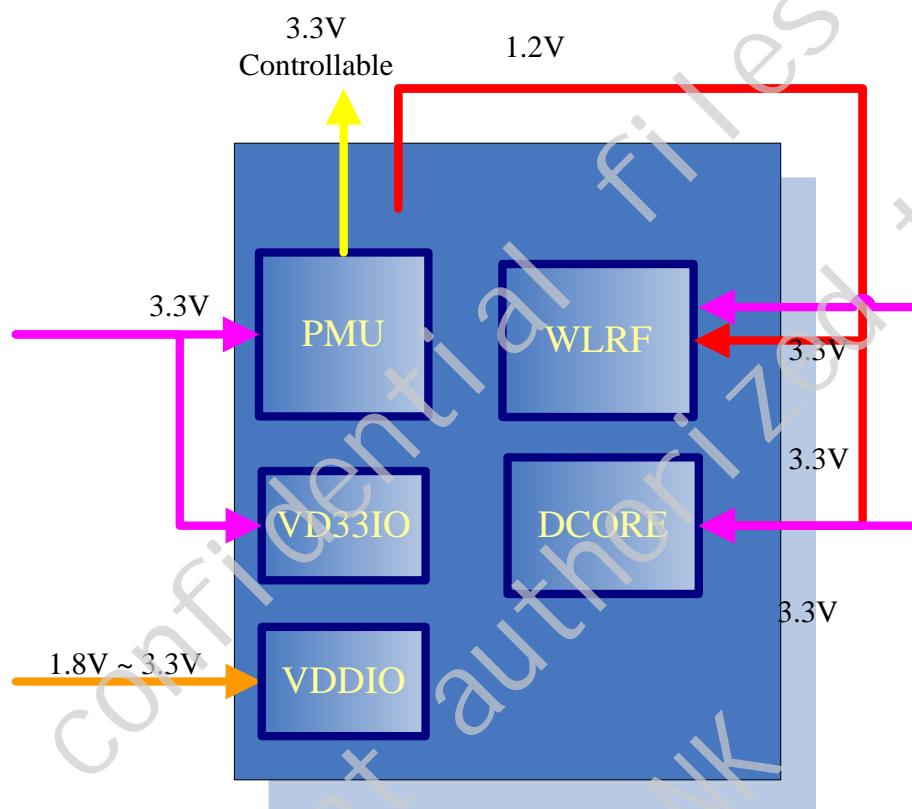 3.3V
Controllable
1.2V
3.3V
PMU
WLRF
3.3V
3.3V
VD33IO
DCORE
3.3V
1.8V ~ 3.3V
VDDIO
confidential files
t authorized t
NK